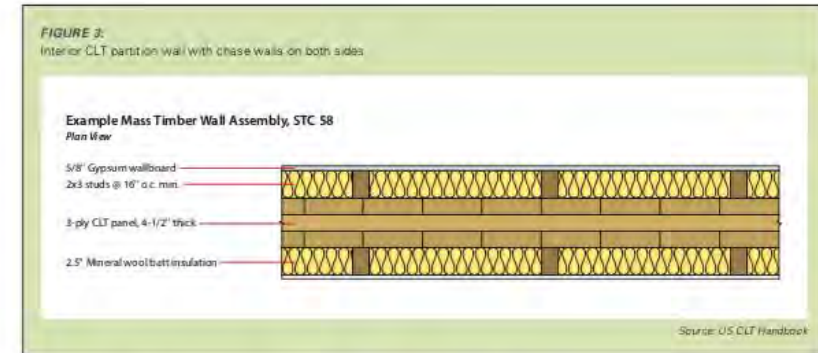 FIGURE 3:
Interior CLT partition wall with chase walls on both sides
Example Mass Timber Wall Assembly, STC 58
Plan View
5/8" Gypsum wallboard
2x3 studs @ 16" o.c. min.
3-ply CLT panel, 4-1/2" thick
2.5" Mineral wool batt insulation
Source: US CLT Handbook